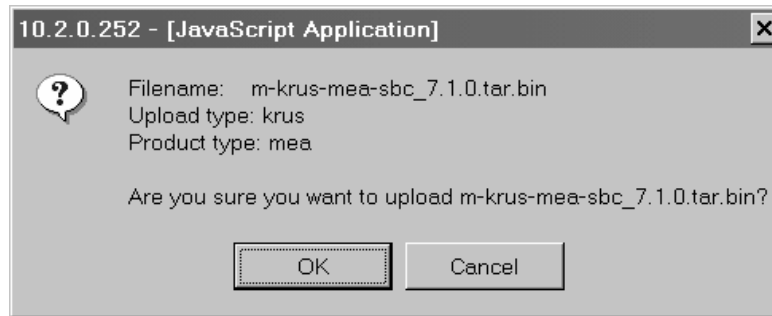 10.2.0.252 - [JavaScript Application]
?
Filename: m-krus-mea-sbc_7.1.0.tar.bin
Upload type: krus
Product type: mea
Are you sure you want to upload m-krus-mea-sbc_7.1.0.tar.bin?
OK Cancel